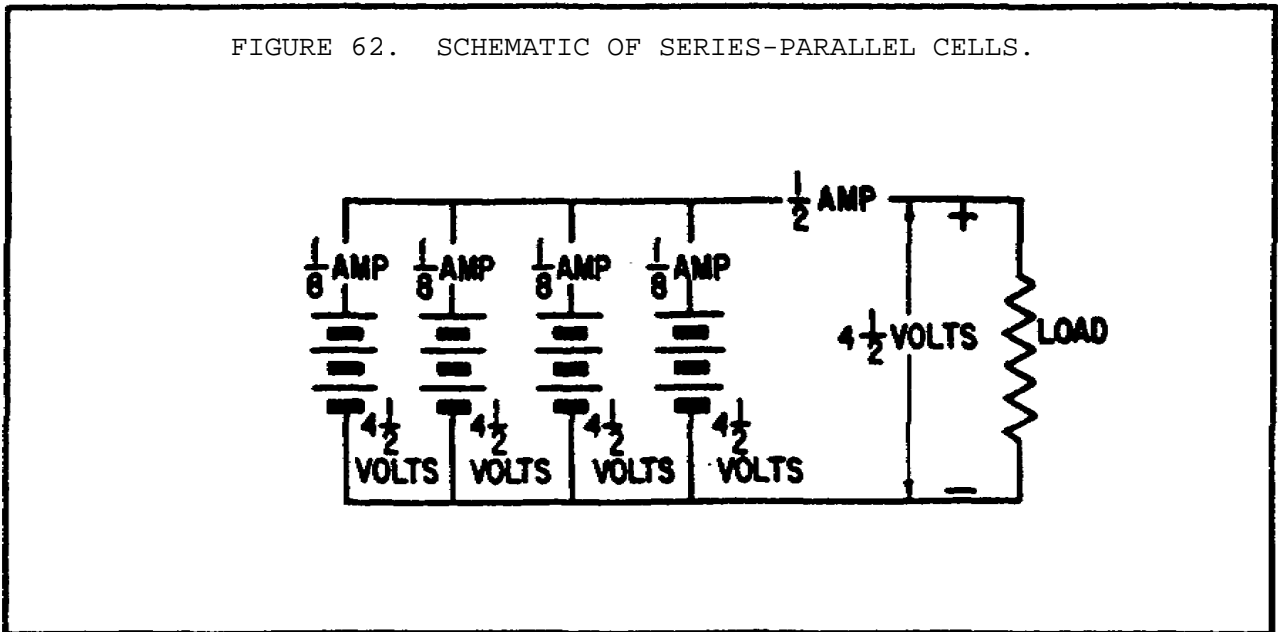 FIGURE 62. SCHEMATIC OF SERIES-PARALLEL CELLS.
1/2 AMP
+
1/8 AMP 1/8 AMP 1/8 AMP 1/8 AMP
4 1/2 VOLTS
LOAD
4 1/2 VOLTS 4 1/2 VOLTS 4 1/2 VOLTS 4 1/2 VOLTS
−